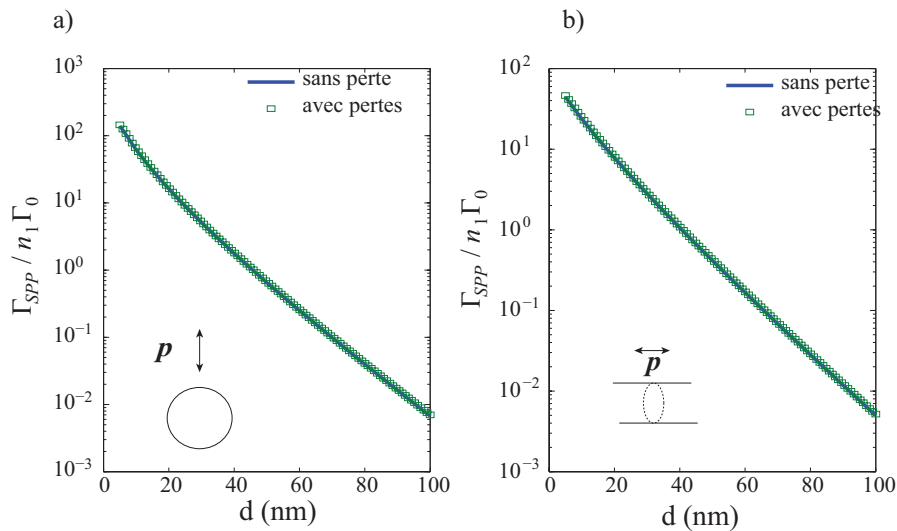 a)
10^3
10^2
10^1
10^0
10^−1
10^−2
10^−3
Γ_SPP / n_1 Γ_0
sans perte
avec pertes
p
0 20 40 60 80 100
d (nm)
b)
10^2
10^1
10^0
10^−1
10^−2
10^−3
Γ_SPP / n_1 Γ_0
sans perte
avec pertes
p
0 20 40 60 80 100
d (nm)